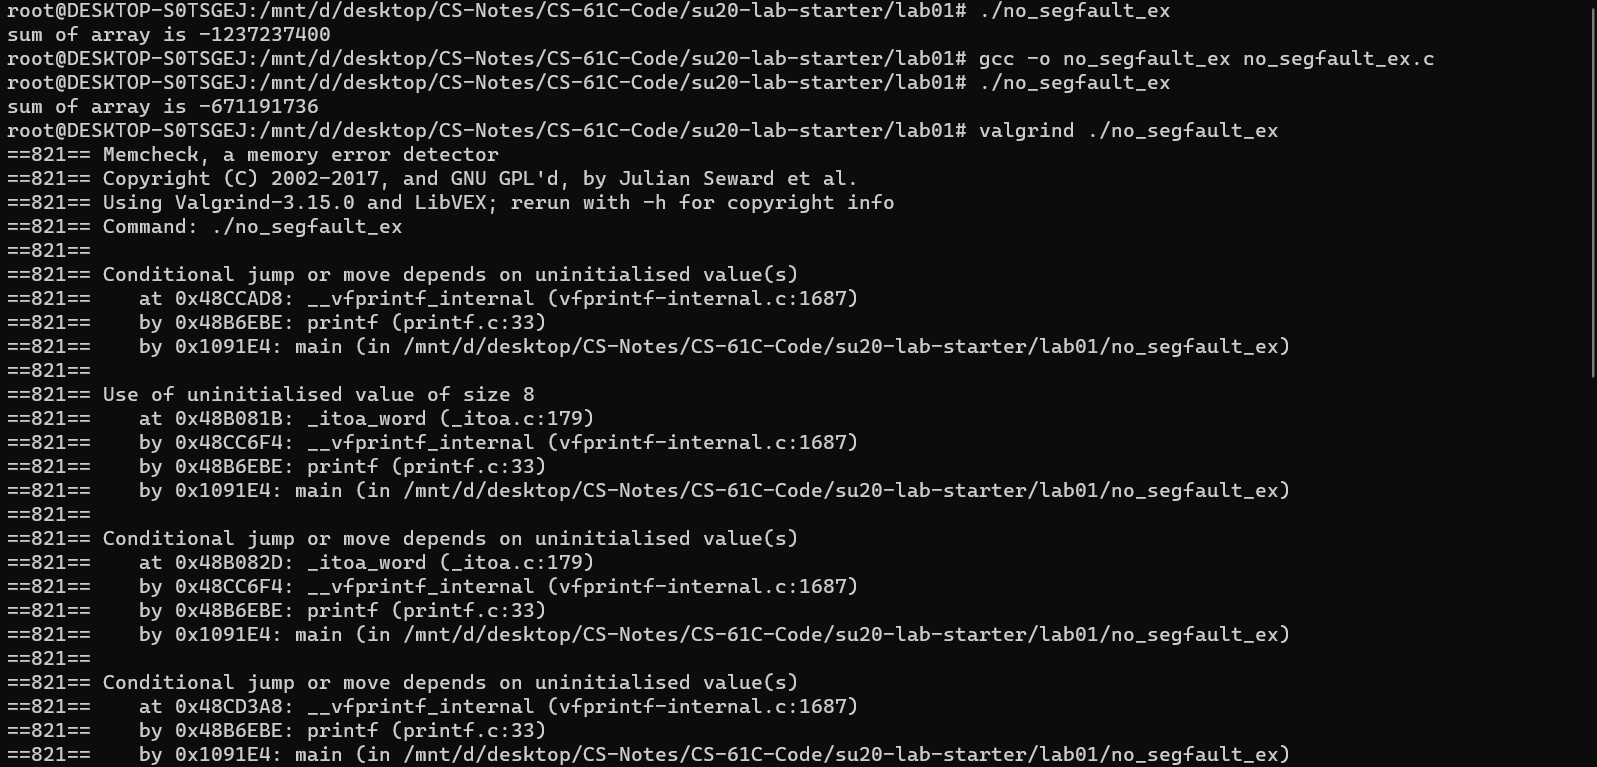 root@DESKTOP-S0TSGEJ:/mnt/d/desktop/CS-Notes/CS-61C-Code/su20-lab-starter/lab01# ./no_segfault_ex
sum of array is -1237237400
root@DESKTOP-S0TSGEJ:/mnt/d/desktop/CS-Notes/CS-61C-Code/su20-lab-starter/lab01# gcc -o no_segfault_ex no_segfault_ex.c
root@DESKTOP-S0TSGEJ:/mnt/d/desktop/CS-Notes/CS-61C-Code/su20-lab-starter/lab01# ./no_segfault_ex
sum of array is -671191736
root@DESKTOP-S0TSGEJ:/mnt/d/desktop/CS-Notes/CS-61C-Code/su20-lab-starter/lab01# valgrind ./no_segfault_ex
==821== Memcheck, a memory error detector
==821== Copyright (C) 2002-2017, and GNU GPL'd, by Julian Seward et al.
==821== Using Valgrind-3.15.0 and LibVEX; rerun with -h for copyright info
==821== Command: ./no_segfault_ex
==821==
==821== Conditional jump or move depends on uninitialised value(s)
==821==    at 0x48CCAD8: __vfprintf_internal (vfprintf-internal.c:1687)
==821==    by 0x48B6EBE: printf (printf.c:33)
==821==    by 0x1091E4: main (in /mnt/d/desktop/CS-Notes/CS-61C-Code/su20-lab-starter/lab01/no_segfault_ex)
==821==
==821== Use of uninitialised value of size 8
==821==    at 0x48B081B: _itoa_word (_itoa.c:179)
==821==    by 0x48CC6F4: __vfprintf_internal (vfprintf-internal.c:1687)
==821==    by 0x48B6EBE: printf (printf.c:33)
==821==    by 0x1091E4: main (in /mnt/d/desktop/CS-Notes/CS-61C-Code/su20-lab-starter/lab01/no_segfault_ex)
==821==
==821== Conditional jump or move depends on uninitialised value(s)
==821==    at 0x48B082D: _itoa_word (_itoa.c:179)
==821==    by 0x48CC6F4: __vfprintf_internal (vfprintf-internal.c:1687)
==821==    by 0x48B6EBE: printf (printf.c:33)
==821==    by 0x1091E4: main (in /mnt/d/desktop/CS-Notes/CS-61C-Code/su20-lab-starter/lab01/no_segfault_ex)
==821==
==821== Conditional jump or move depends on uninitialised value(s)
==821==    at 0x48CD3A8: __vfprintf_internal (vfprintf-internal.c:1687)
==821==    by 0x48B6EBE: printf (printf.c:33)
==821==    by 0x1091E4: main (in /mnt/d/desktop/CS-Notes/CS-61C-Code/su20-lab-starter/lab01/no_segfault_ex)